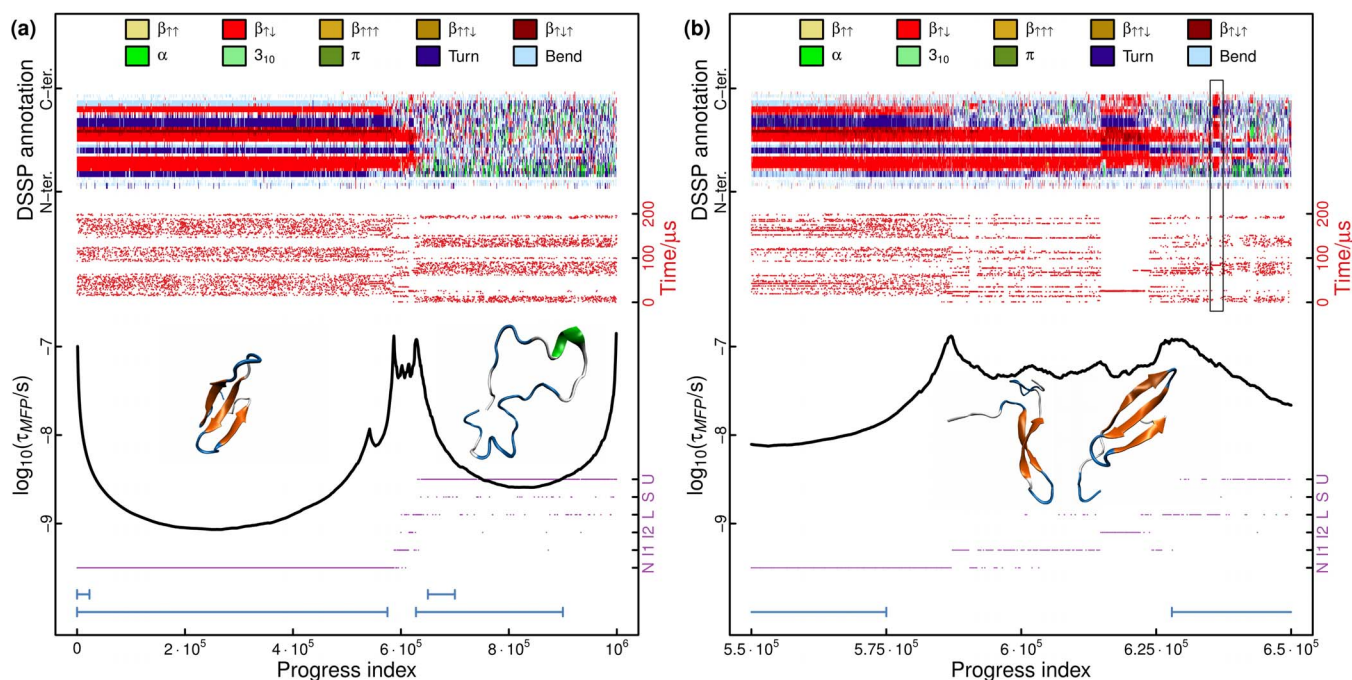 (a)
β↑↑ β↑↓ β↑↑↑ β↑↑↓ β↑↓↑
α 3₁₀ π Turn Bend
DSSP annotation
N−ter. C−ter.
Time/μs
0 100 200
log₁₀(τ_MFP/s)
−7
−8
−9
N I1 I2 L S U
0 2·10⁵ 4·10⁵ 6·10⁵ 8·10⁵ 10⁶
Progress index
(b)
β↑↑ β↑↓ β↑↑↑ β↑↑↓ β↑↓↑
α 3₁₀ π Turn Bend
DSSP annotation
N−ter. C−ter.
Time/μs
0 100 200
log₁₀(τ_MFP/s)
−7
−8
−9
N I1 I2 L S U
5.5·10⁵ 5.75·10⁵ 6·10⁵ 6.25·10⁵ 6.5·10⁵
Progress index